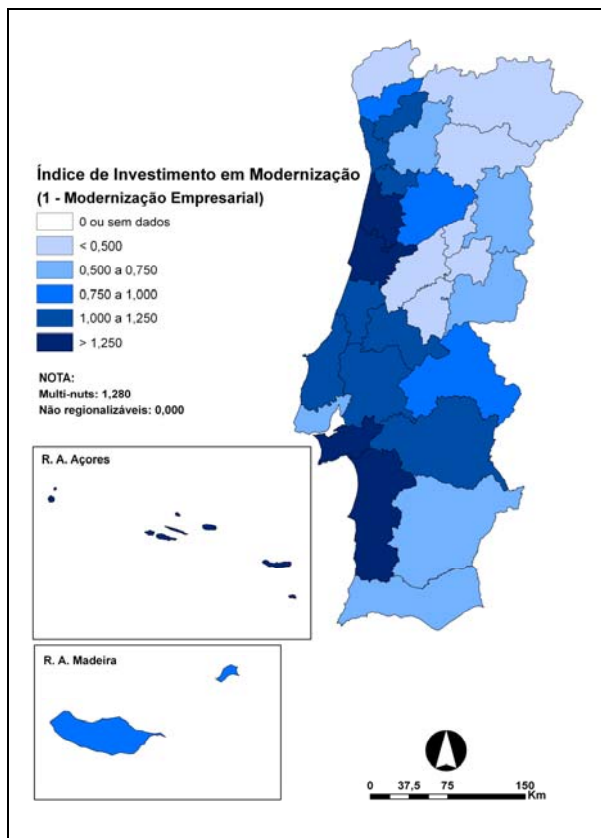 Índice de Investimento em Modernização
(1 - Modernização Empresarial)
0 ou sem dados
< 0,500
0,500 a 0,750
0,750 a 1,000
1,000 a 1,250
> 1,250
NOTA:
Multi-nuts: 1,280
Não regionalizáveis: 0,000
R. A. Açores
R. A. Madeira
0 37,5 75 150
Km